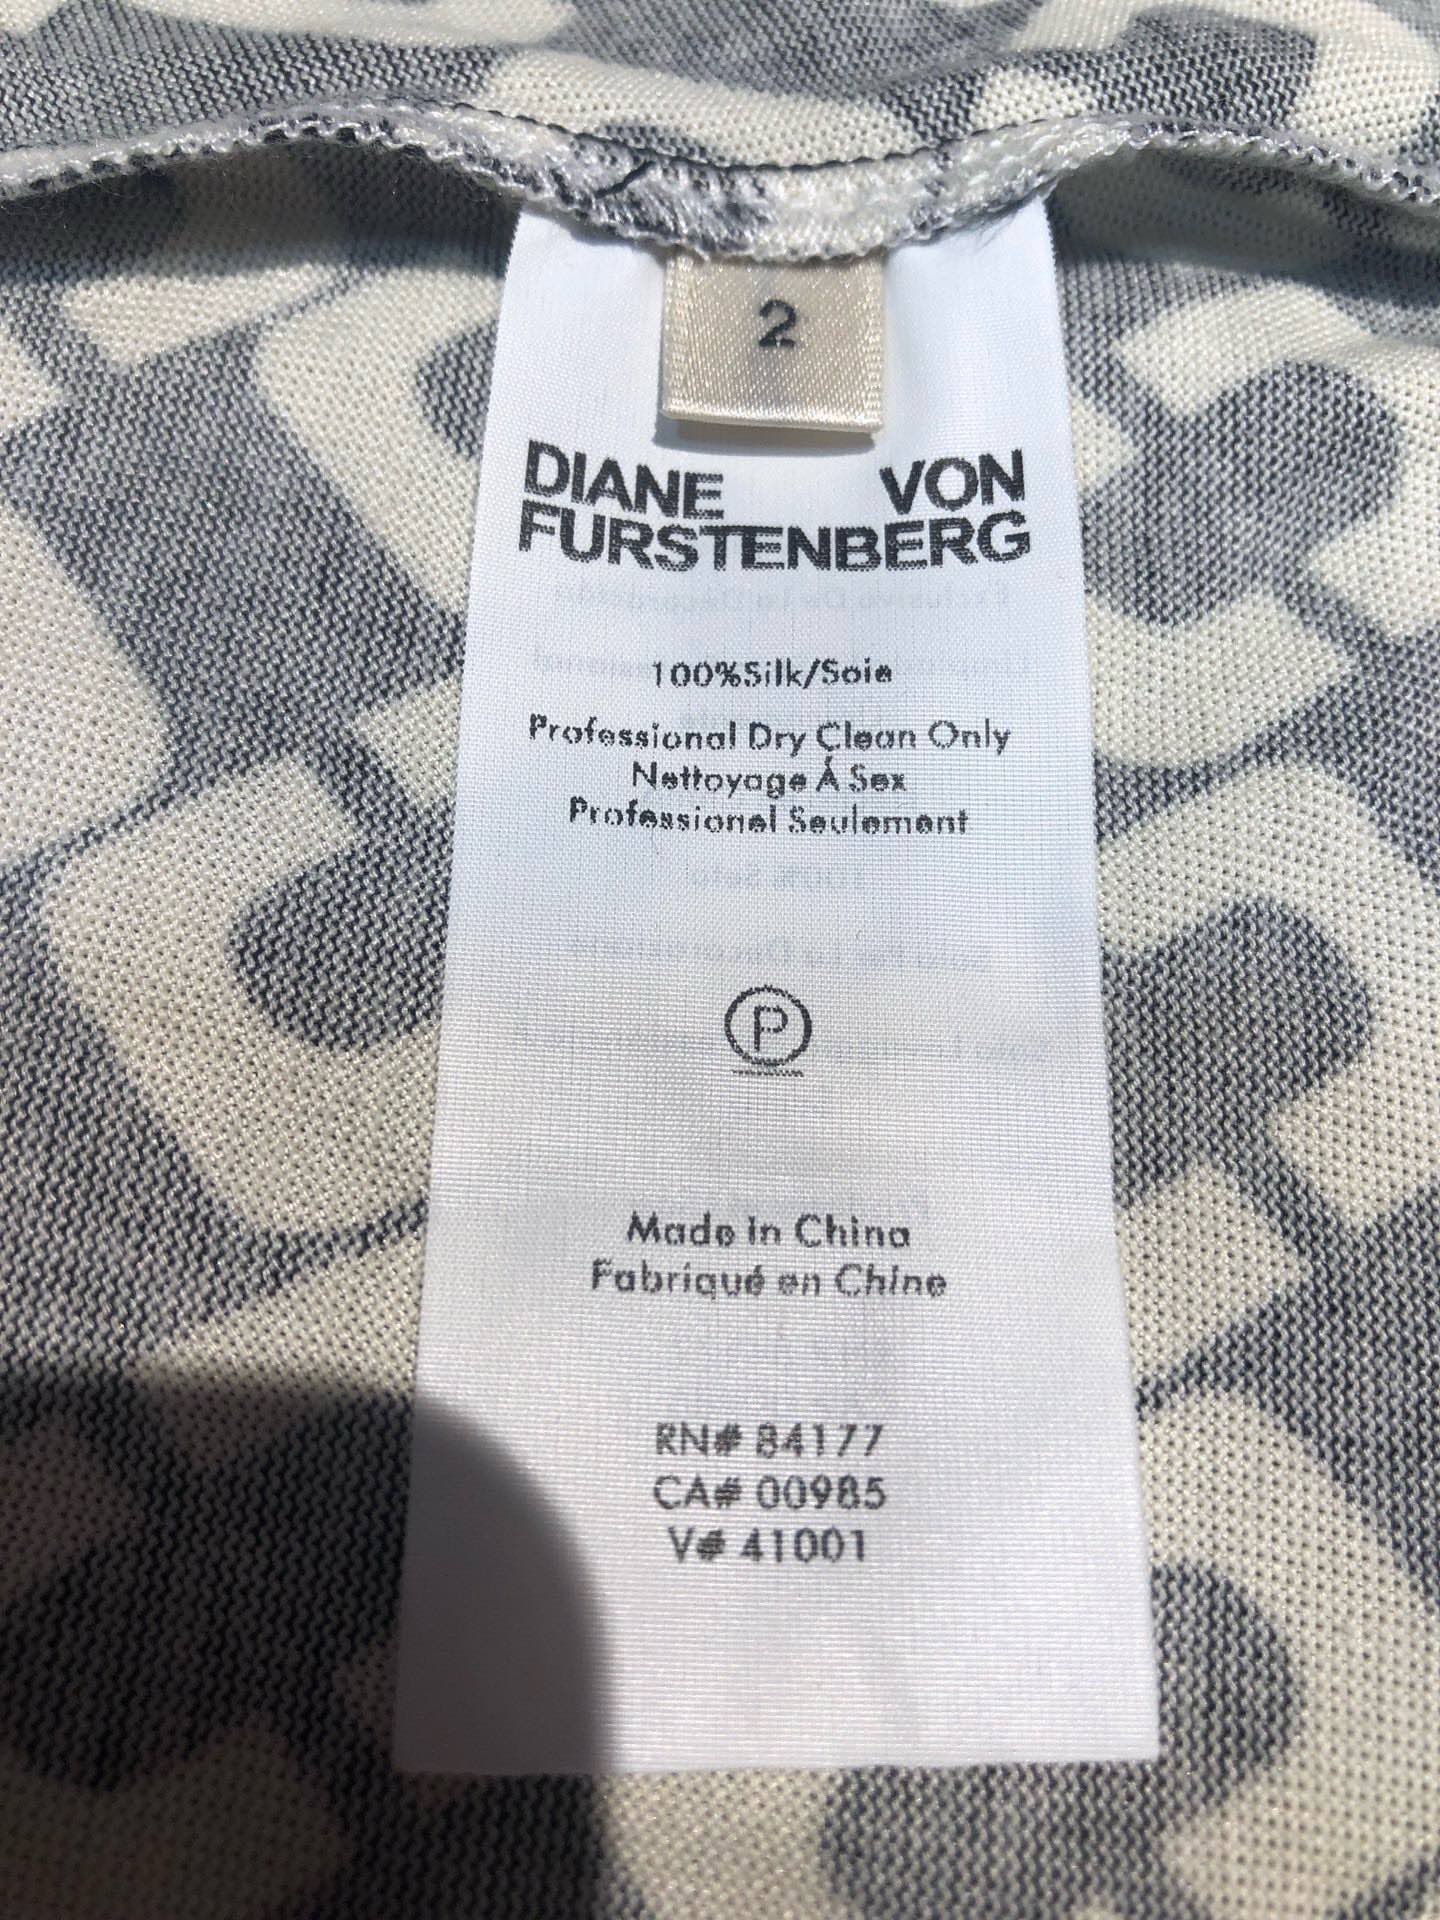 2
DIANE VON
FURSTENBERG
100%Silk/Soie
Professional Dry Clean Only
Nettoyage À Sex
Professionel Seulement
P
Made In China
Fabriqué en Chine
RN# 84177
CA# 00985
V# 41001